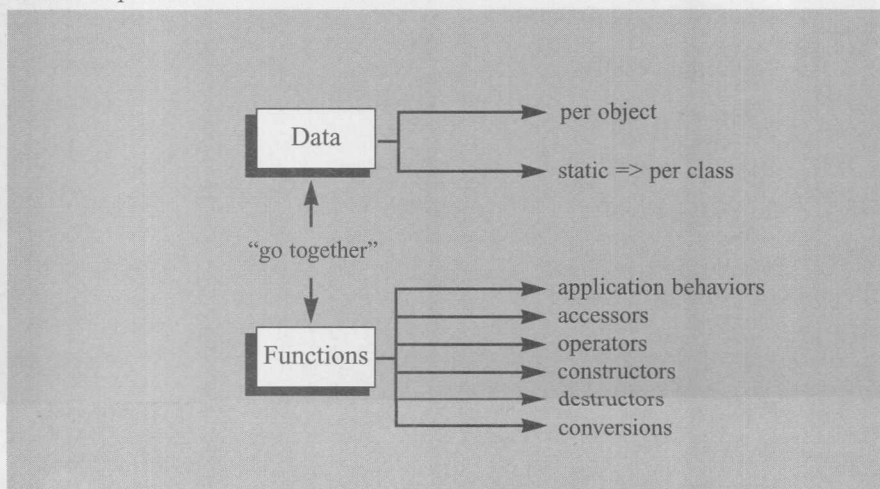 Data
per object
static => per class
“go together”
Functions
application behaviors
accessors
operators
constructors
destructors
conversions